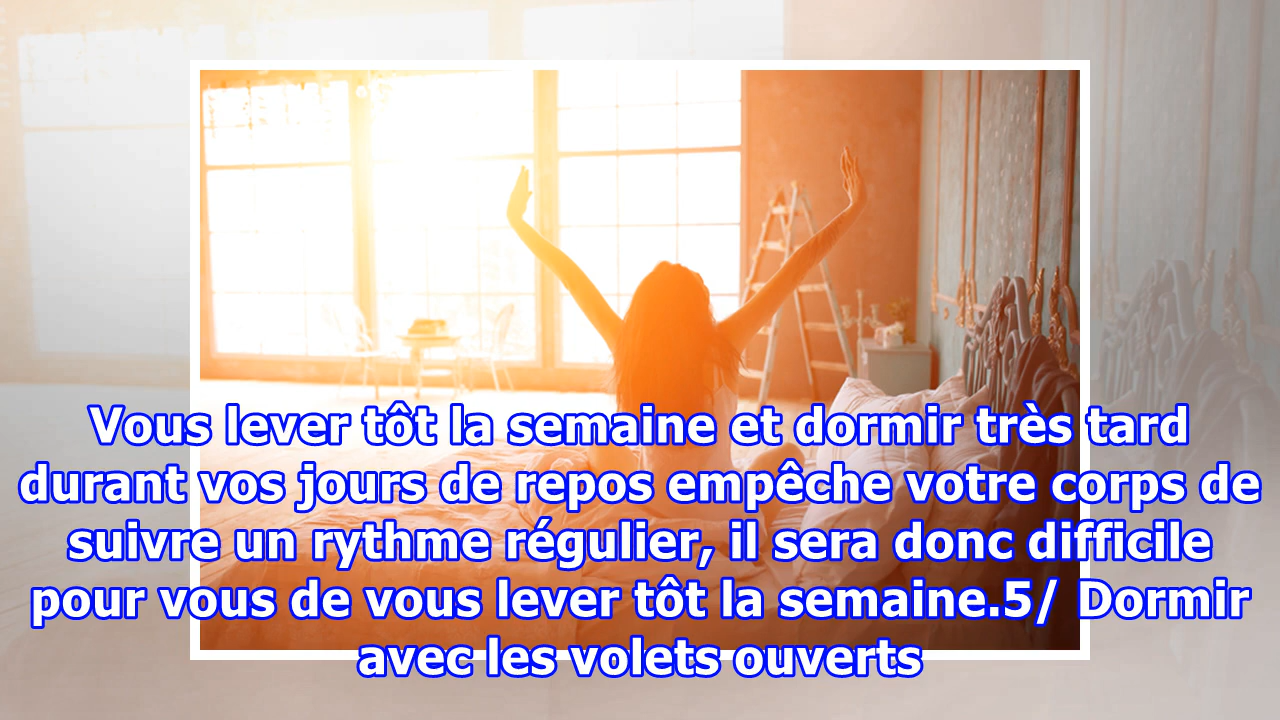 Vous lever tôt la semaine et dormir très tard
durant vos jours de repos empêche votre corps de
suivre un rythme régulier, il sera donc difficile
pour vous de vous lever tôt la semaine.5/ Dormir
avec les volets ouverts